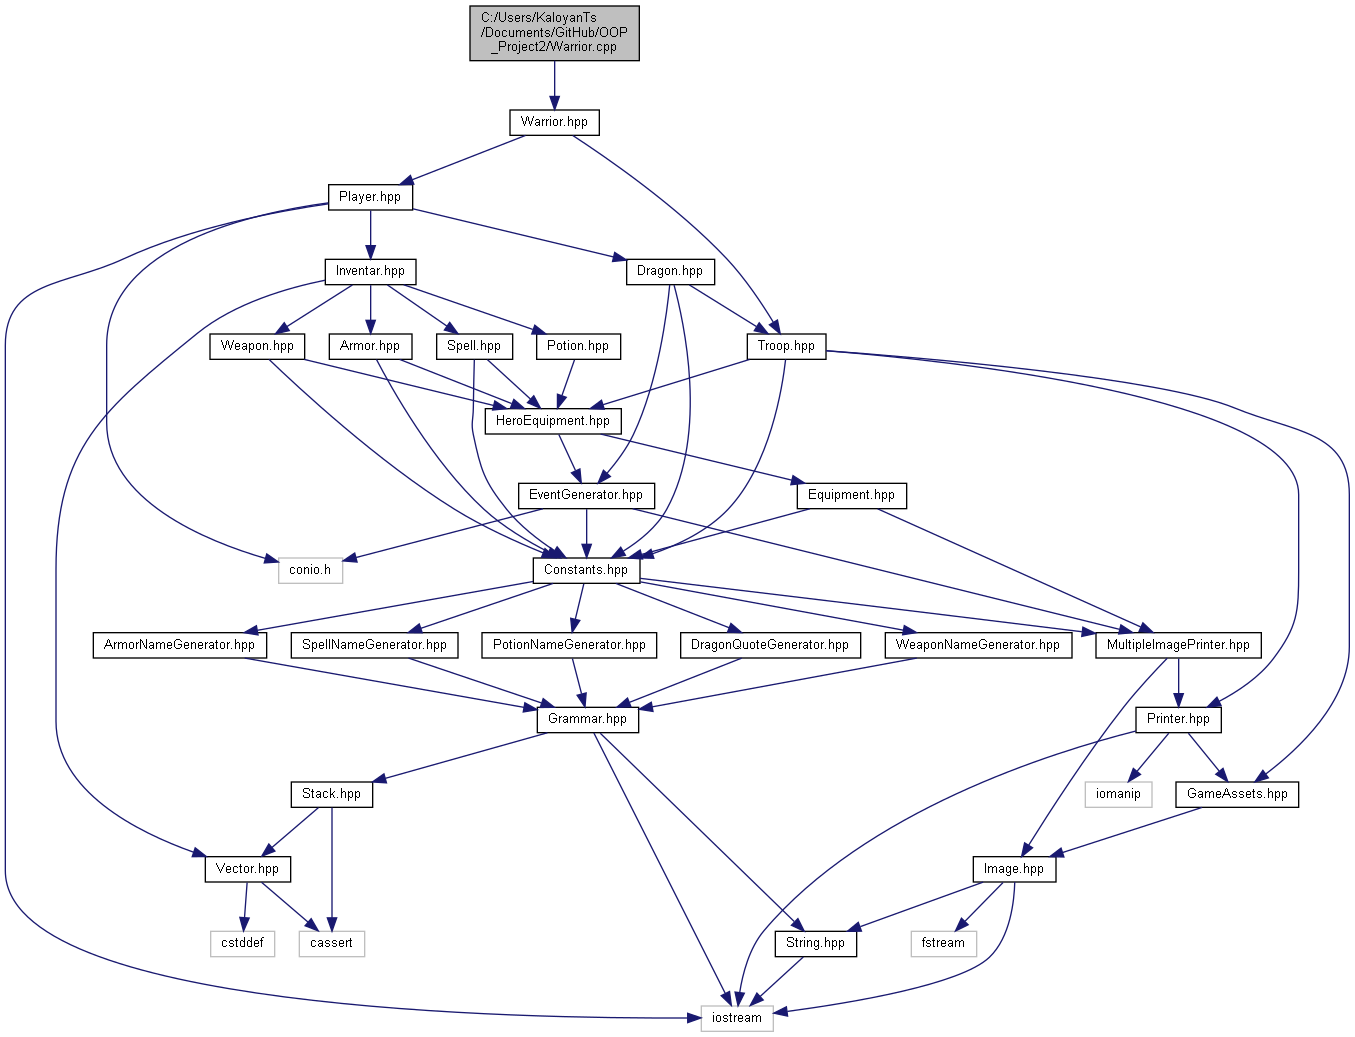 C:/Users/KaloyanTs
/Documents/GitHub/OOP
_Project2/Warrior.cpp
Warrior.hpp
Player.hpp
Inventar.hpp
Dragon.hpp
Weapon.hpp
Armor.hpp
Spell.hpp
Potion.hpp
Troop.hpp
HeroEquipment.hpp
EventGenerator.hpp
Equipment.hpp
conio.h
Constants.hpp
ArmorNameGenerator.hpp
SpellNameGenerator.hpp
PotionNameGenerator.hpp
DragonQuoteGenerator.hpp
WeaponNameGenerator.hpp
MultipleImagePrinter.hpp
Grammar.hpp
Printer.hpp
Stack.hpp
iomanip
GameAssets.hpp
Vector.hpp
Image.hpp
cstddef
cassert
String.hpp
fstream
iostream